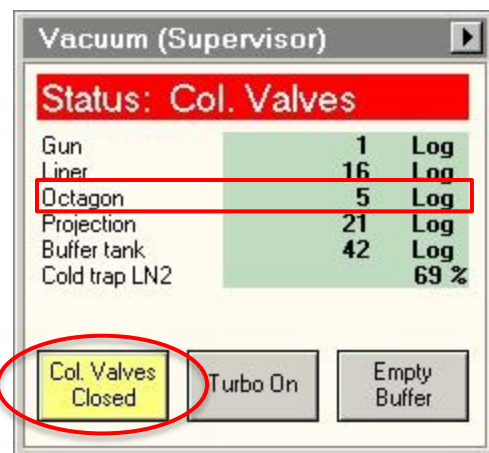 Vacuum (Supervisor)
Status: Col. Valves
Gun 1 Log
Liner 16 Log
Octagon 5 Log
Projection 21 Log
Buffer tank 42 Log
Cold trap LN2 69 %
Col. Valves Closed
Turbo On
Empty Buffer